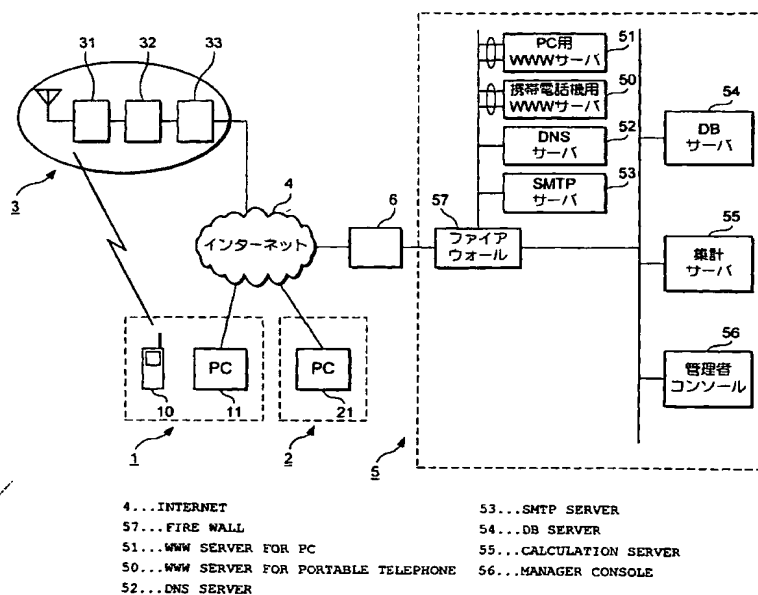 31
32
33
3
4
インターネット
6
57
ファイア
ウォール
PC用
WWWサーバ
51
携帯電話機用
WWWサーバ
50
DNS
サーバ
52
SMTP
サーバ
53
54
DB
サーバ
55
集計
サーバ
56
管理者
コンソール
10
PC
11
1
PC
21
2
5
4...INTERNET
57...FIRE WALL
51...WWW SERVER FOR PC
50...WWW SERVER FOR PORTABLE TELEPHONE
52...DNS SERVER
53...SMTP SERVER
54...DB SERVER
55...CALCULATION SERVER
56...MANAGER CONSOLE